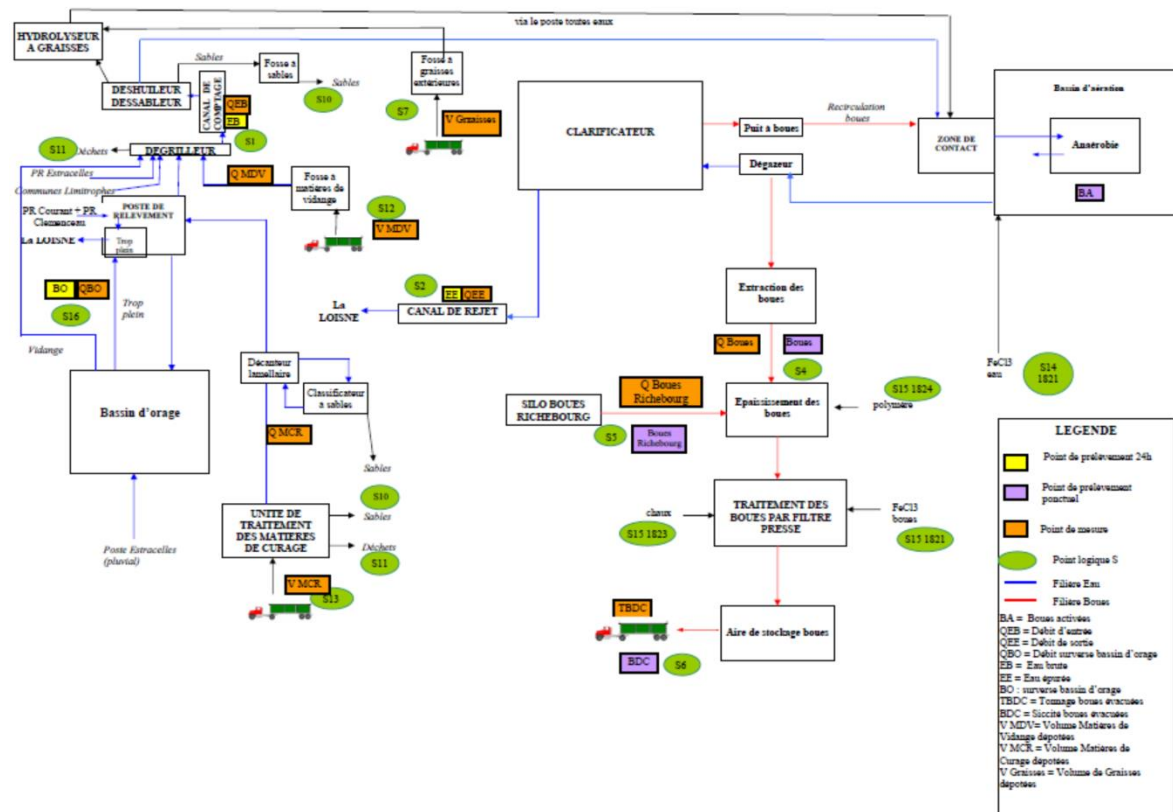 via le poste toutes eaux
HYDROLYSEUR
A GRAISSES
Sables
Fosse à
sables
Sables
S10
DESHUILEUR
DESSABLEUR
CANAL DE
COMPTAGE
QEB
EB
S1
Fosse à
graisses
extérieures
S7
V Graisses
S11
Déchets
DEGRILLEUR
PR Estracelles
Communes Limitrophes
Q MDV
Fosse à
matières de
vidange
S12
V MDV
PR Courant + PR
Clemenceau
POSTE DE
RELEVEMENT
La LOISNE
Trop
plein
BO
QBO
S16
Trop
plein
Vidange
Bassin d'orage
Poste Estracelles
(pluvial)
CLARIFICATEUR
Puit à boues
Recirculation
boues
Dégazeur
ZONE DE
CONTACT
Bassin d'aération
Anaérobie
BA
S2
EE
QEE
La
LOISNE
CANAL DE REJET
Extraction des
boues
Décanteur
lamellaire
Classificateur
à sables
Q MCR
Sables
S10
UNITE DE
TRAITEMENT
DES MATIERES
DE CURAGE
Sables
Déchets
S11
V MCR
S13
Q Boues
Boues
S4
Q Boues
Richebourg
SILO BOUES
RICHEBOURG
S5
Boues
Richebourg
Epaississement des
boues
S15 1824
polymère
FeCl3
eau
S14
1821
TRAITEMENT DES
BOUES PAR FILTRE
PRESSE
chaux
S15 1823
FeCl3
boues
S15 1821
Aire de stockage boues
TBDC
BDC
S6
LEGENDE
Point de prélèvement 24h
Point de prélèvement
ponctuel
Point de mesure
Point logique S
Filière Eau
Filière Boues
BA = Boues activées
QEB = Débit d'entrée
QEE = Débit de sortie
QBO = Débit surverse bassin d'orage
EB = Eau brute
EE = Eau épurée
BO : surverse bassin d'orage
TBDC = Tonnage boues évacuées
BDC = Siccité boues évacuées
V MDV= Volume Matières de
Vidange dépotées
V MCR = Volume Matières de
Curage dépotées
V Graisses = Volume de Graisses
dépotées